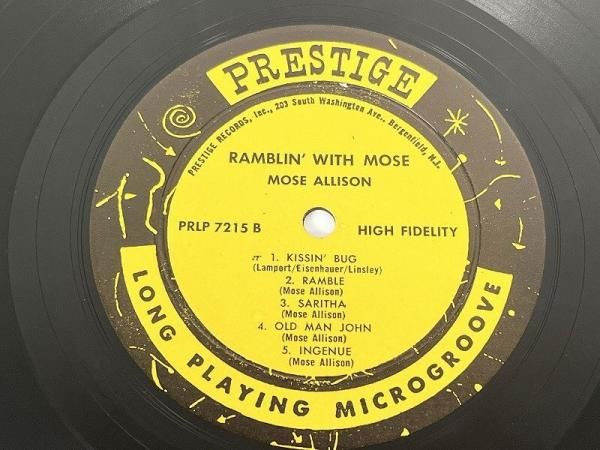 PRESTIGE
PRESTIGE RECORDS, Inc., 203 South Washington Ave., Bergenfield, N.J.
RAMBLIN' WITH MOSE
MOSE ALLISON
PRLP 7215 B HIGH FIDELITY
1. KISSIN' BUG
(Lamport/Eisenhauer/Linsley)
2. RAMBLE
(Mose Allison)
3. SARITHA
(Mose Allison)
4. OLD MAN JOHN
(Mose Allison)
5. INGENUE
(Mose Allison)
LONG PLAYING MICROGROOVE